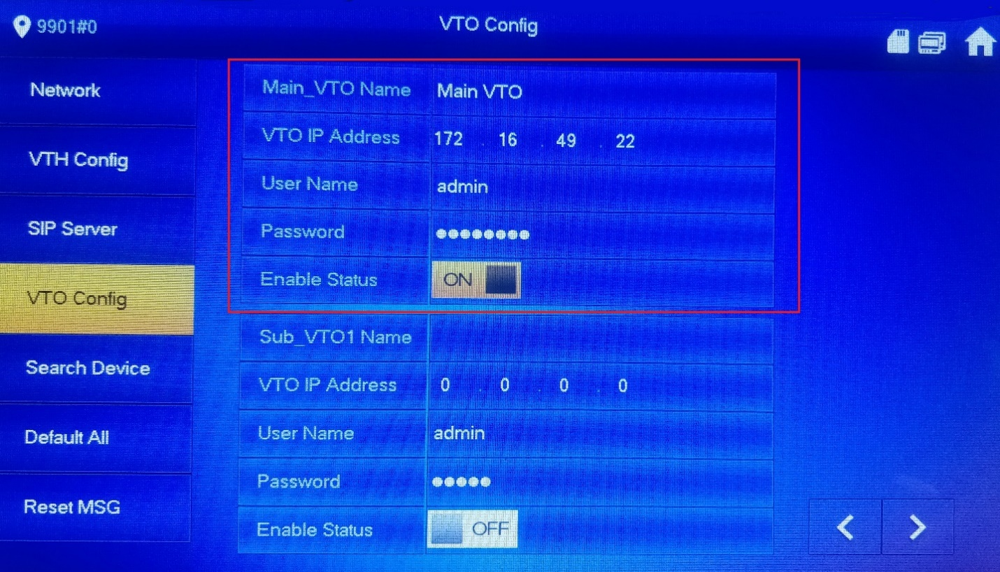 9901#0
VTO Config
Network
VTH Config
SIP Server
VTO Config
Search Device
Default All
Reset MSG
Main_VTO Name Main VTO
VTO IP Address 172 . 16 . 49 . 22
User Name admin
Password ●●●●●●●●
Enable Status ON
Sub_VTO1 Name
VTO IP Address 0 . 0 . 0 . 0
User Name admin
Password ●●●●●
Enable Status OFF